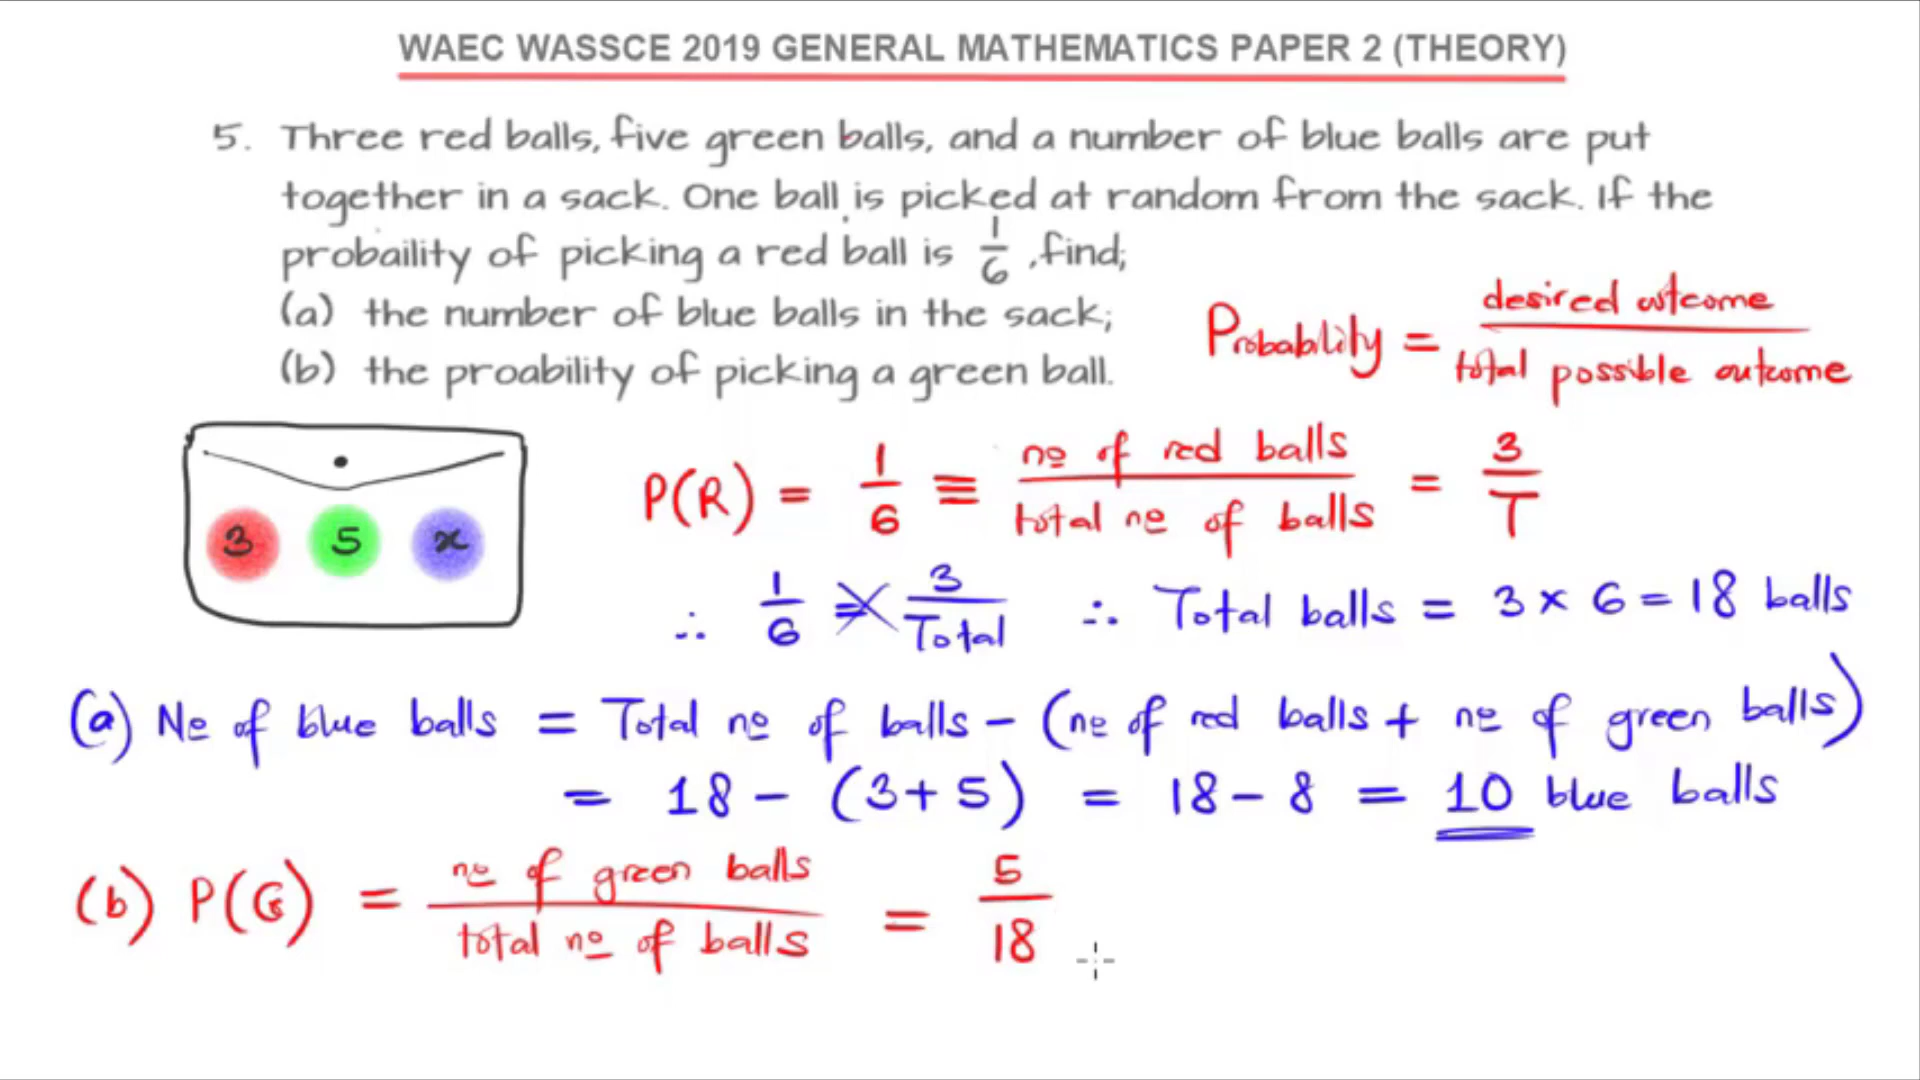 WAEC WASSCE 2019 GENERAL MATHEMATICS PAPER 2 (THEORY)
5. Three red balls, five green balls, and a number of blue balls are put
together in a sack. One ball is picked at random from the sack. If the
probaility of picking a red ball is 1/6 ,find;
(a) the number of blue balls in the sack;
(b) the proability of picking a green ball.
Probability = desired outcome / total possible outcome
3 5 x
P(R) = 1/6 ≡ no of red balls / total no of balls = 3/T
∴ 1/6 = 3/Total ∴ Total balls = 3 × 6 = 18 balls
(a) No of blue balls = Total no of balls - (no of red balls + no of green balls)
= 18 - (3+5) = 18 - 8 = 10 blue balls
(b) P(G) = no of green balls / total no of balls = 5/18